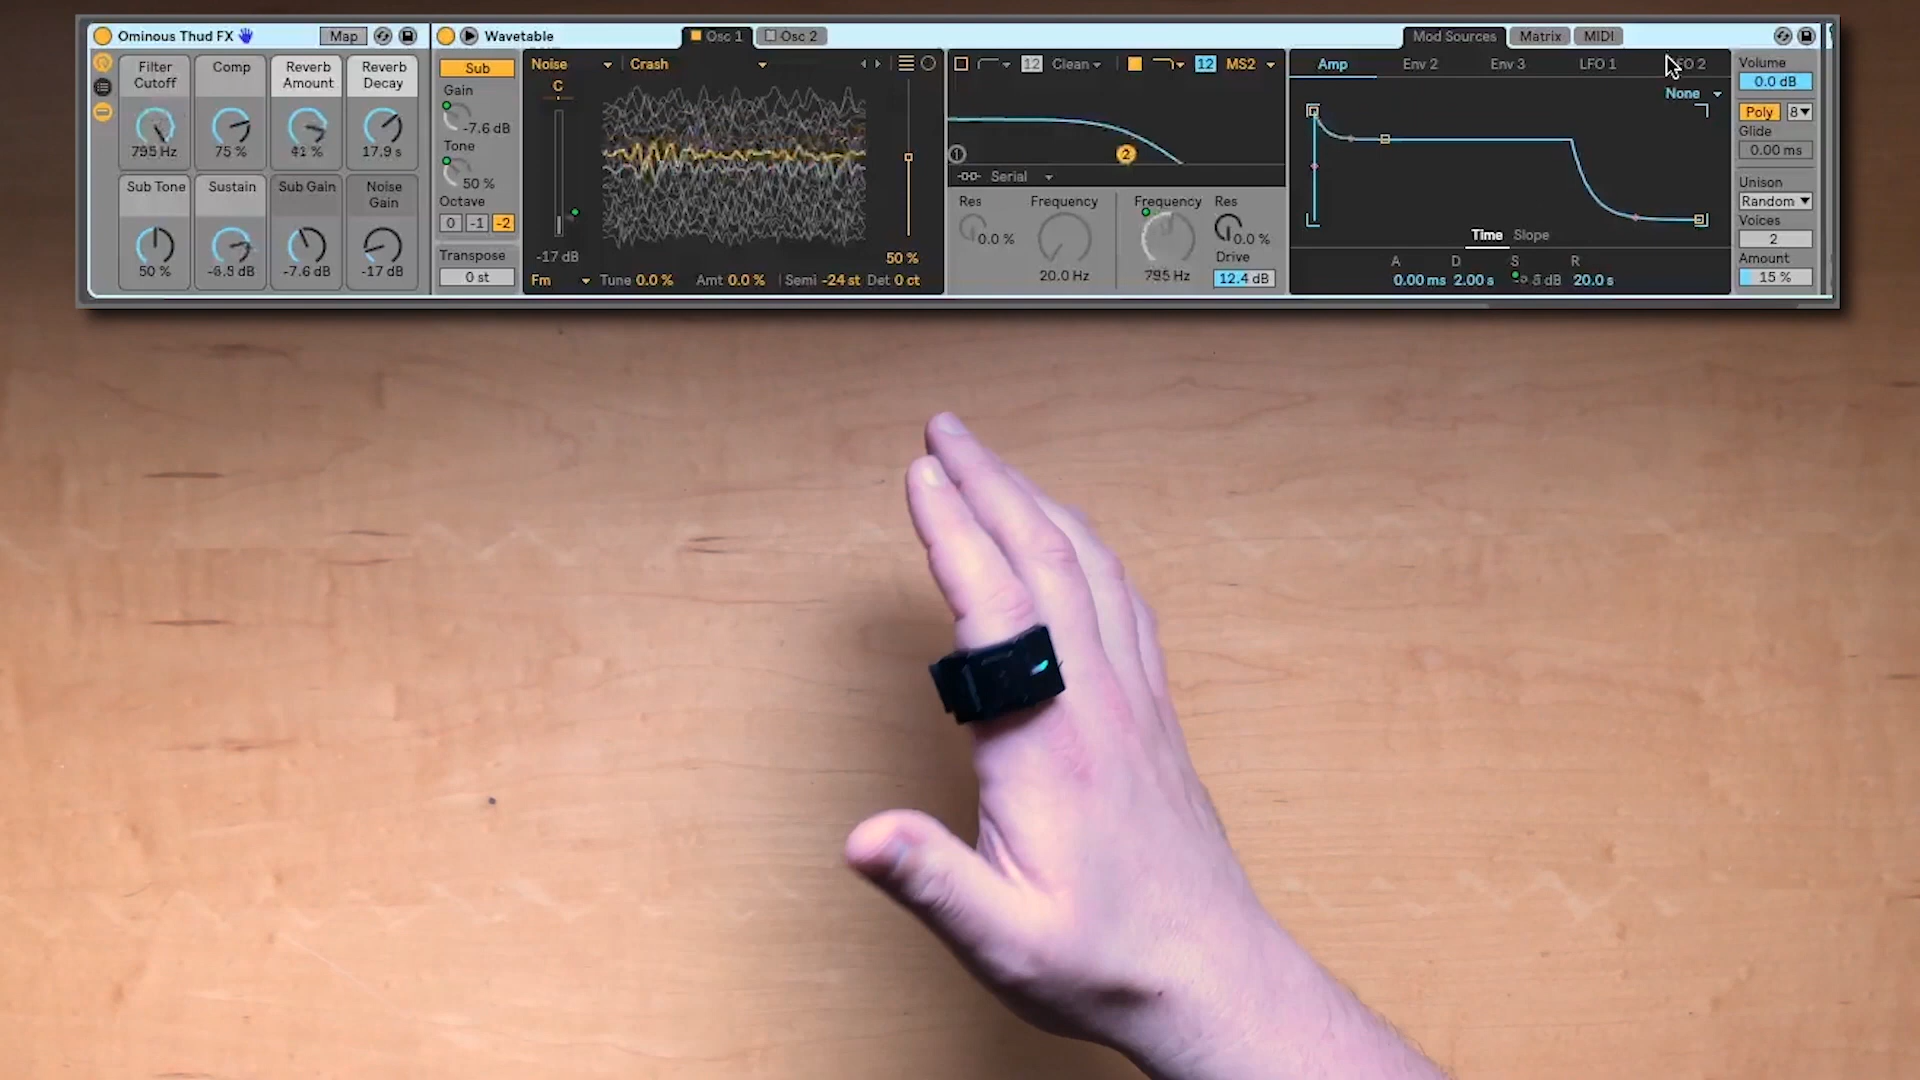 Ominous Thud FX Map
Filter Cutoff Comp Reverb Amount Reverb Decay
795 Hz 75 % 41 % 17.9 s
Sub Tone Sustain Sub Gain Noise Gain
50 % -7.6 dB -17 dB
Wavetable Osc 1 Osc 2
Sub
Gain
-7.6 dB
Tone
50 %
Octave
0 -1 -2
Transpose
0 st
Noise Crash
C
-17 dB
50 %
Fm Tune 0.0 % Amt 0.0 % Semi -24 st Det 0 ct
12 Clean 12 MS2
1 2
Serial
Res Frequency Frequency Res
0.0 % 20.0 Hz 795 Hz 0.0 %
Drive
12.4 dB
Mod Sources Matrix MIDI
Amp Env 2 Env 3 LFO 1 FO 2
None
Time Slope
A D S R
0.00 ms 2.00 s dB 20.0 s
Volume
0.0 dB
Poly 8
Glide
0.00 ms
Unison
Random
Voices
2
Amount
15 %